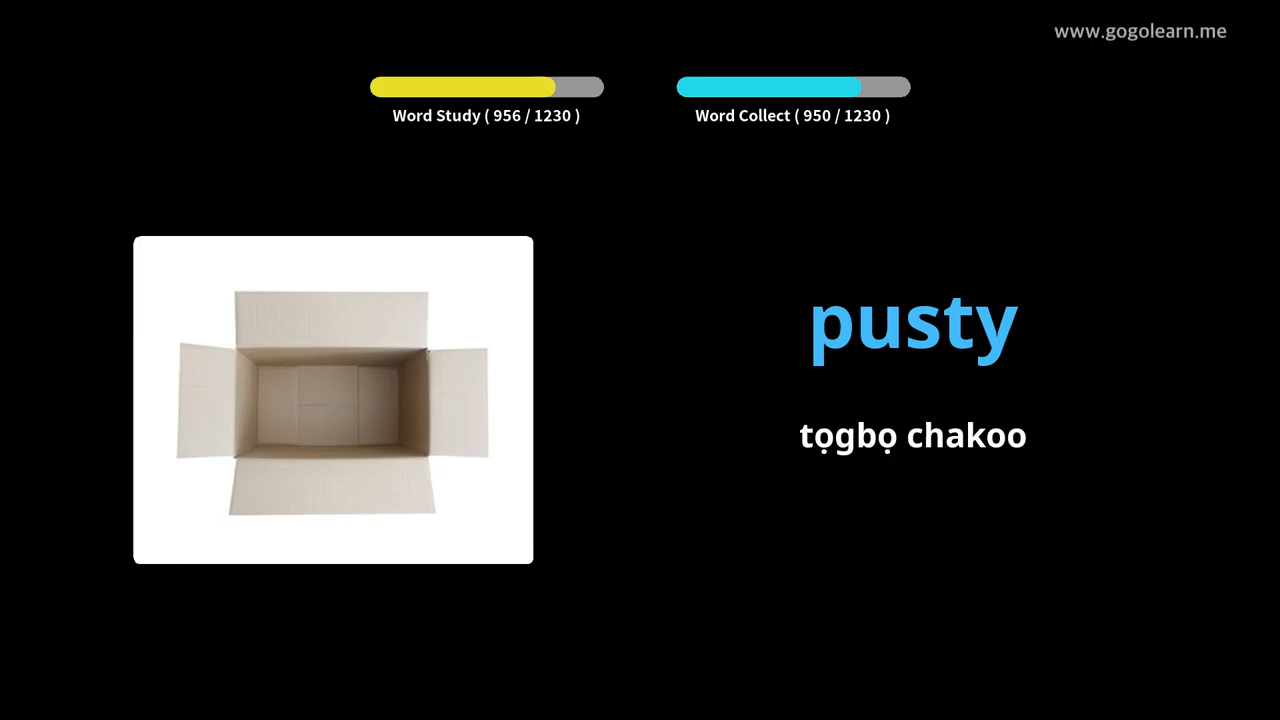 www.gogolearn.me
Word Study ( 956 / 1230 )
Word Collect ( 950 / 1230 )
pusty
tọgbọ chakoo